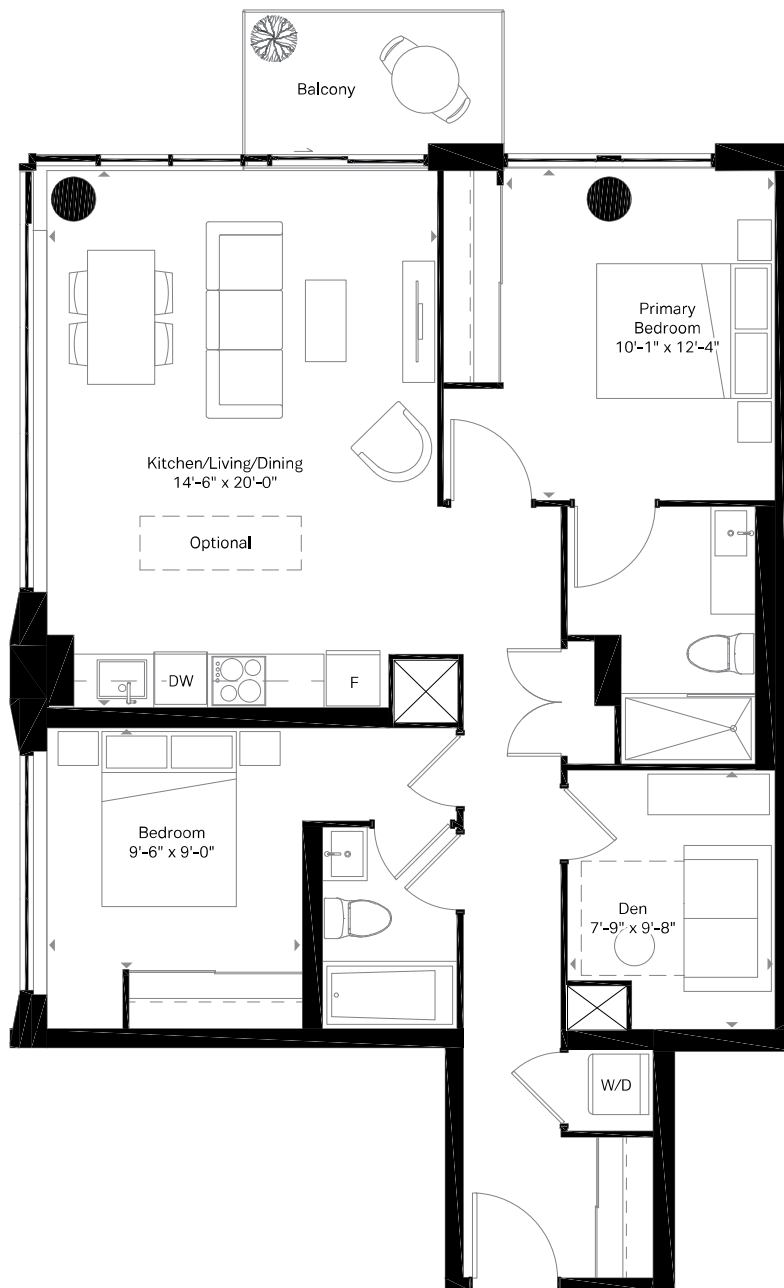 Balcony
Primary
Bedroom
10'-1" x 12'-4"
Kitchen/Living/Dining
14'-6" x 20'-0"
Optional
DW
F
Bedroom
9'-6" x 9'-0"
Den
7'-9" x 9'-8"
W/D